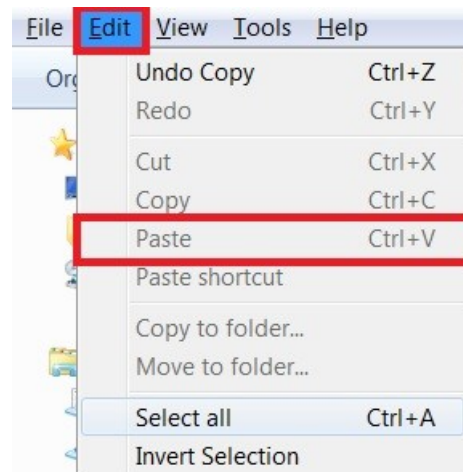 File Edit View Tools Help
Org
Undo Copy Ctrl+Z
Redo Ctrl+Y
Cut Ctrl+X
Copy Ctrl+C
Paste Ctrl+V
Paste shortcut
Copy to folder...
Move to folder...
Select all Ctrl+A
Invert Selection